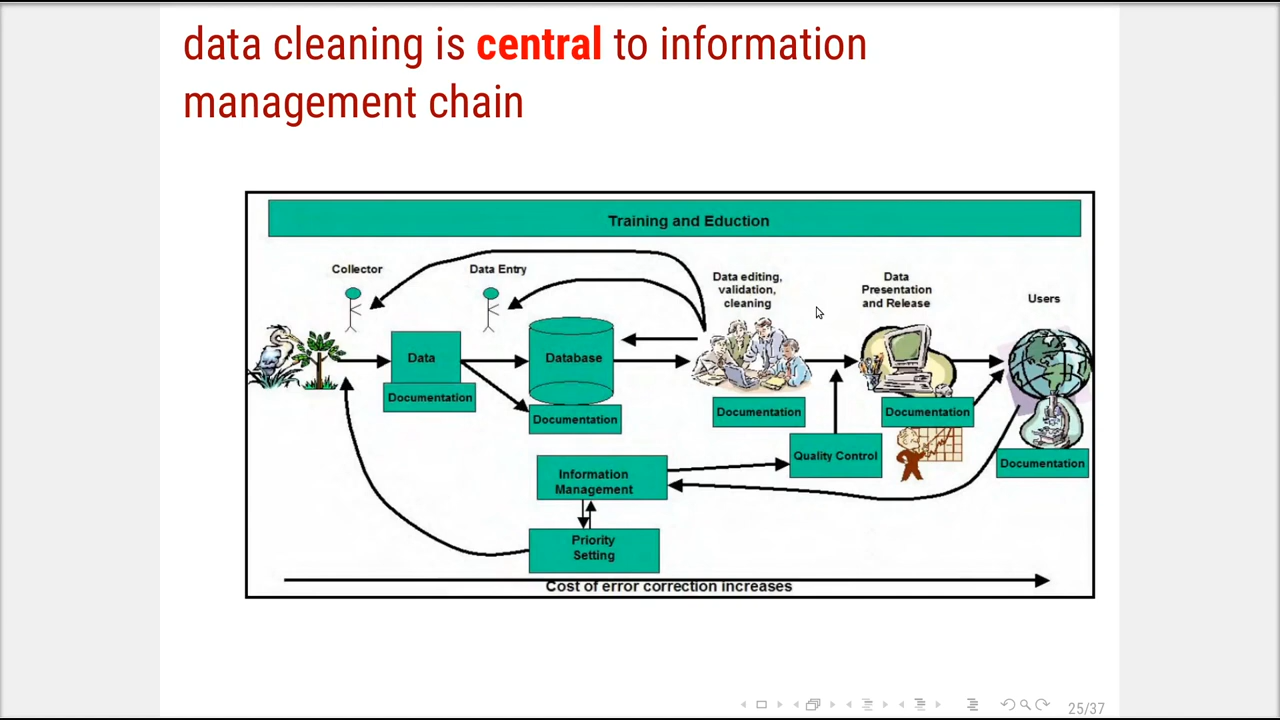 data cleaning is central to information
management chain
Training and Eduction
Collector
Data Entry
Data editing,
validation,
cleaning
Data
Presentation
and Release
Users
Data
Database
Documentation
Documentation
Documentation
Documentation
Quality Control
Documentation
Information
Management
Priority
Setting
Cost of error correction increases
25/37